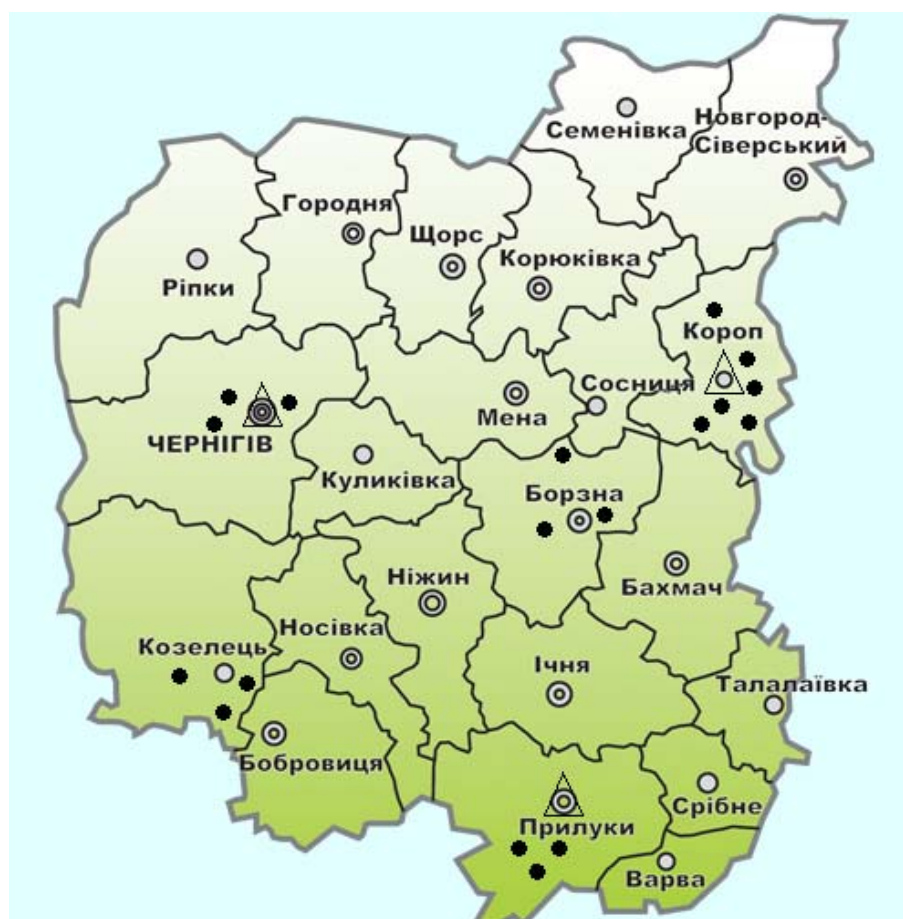 Семенівка
Новгород-
Сіверський
Городня
Щорс
Корюківка
Ріпки
Короп
Сосниця
Мена
ЧЕРНІГІВ
Куликівка
Борзна
Ніжин
Бахмач
Носівка
Козелець
Ічня
Талалаївка
Бобровиця
Срібне
Прилуки
Варва